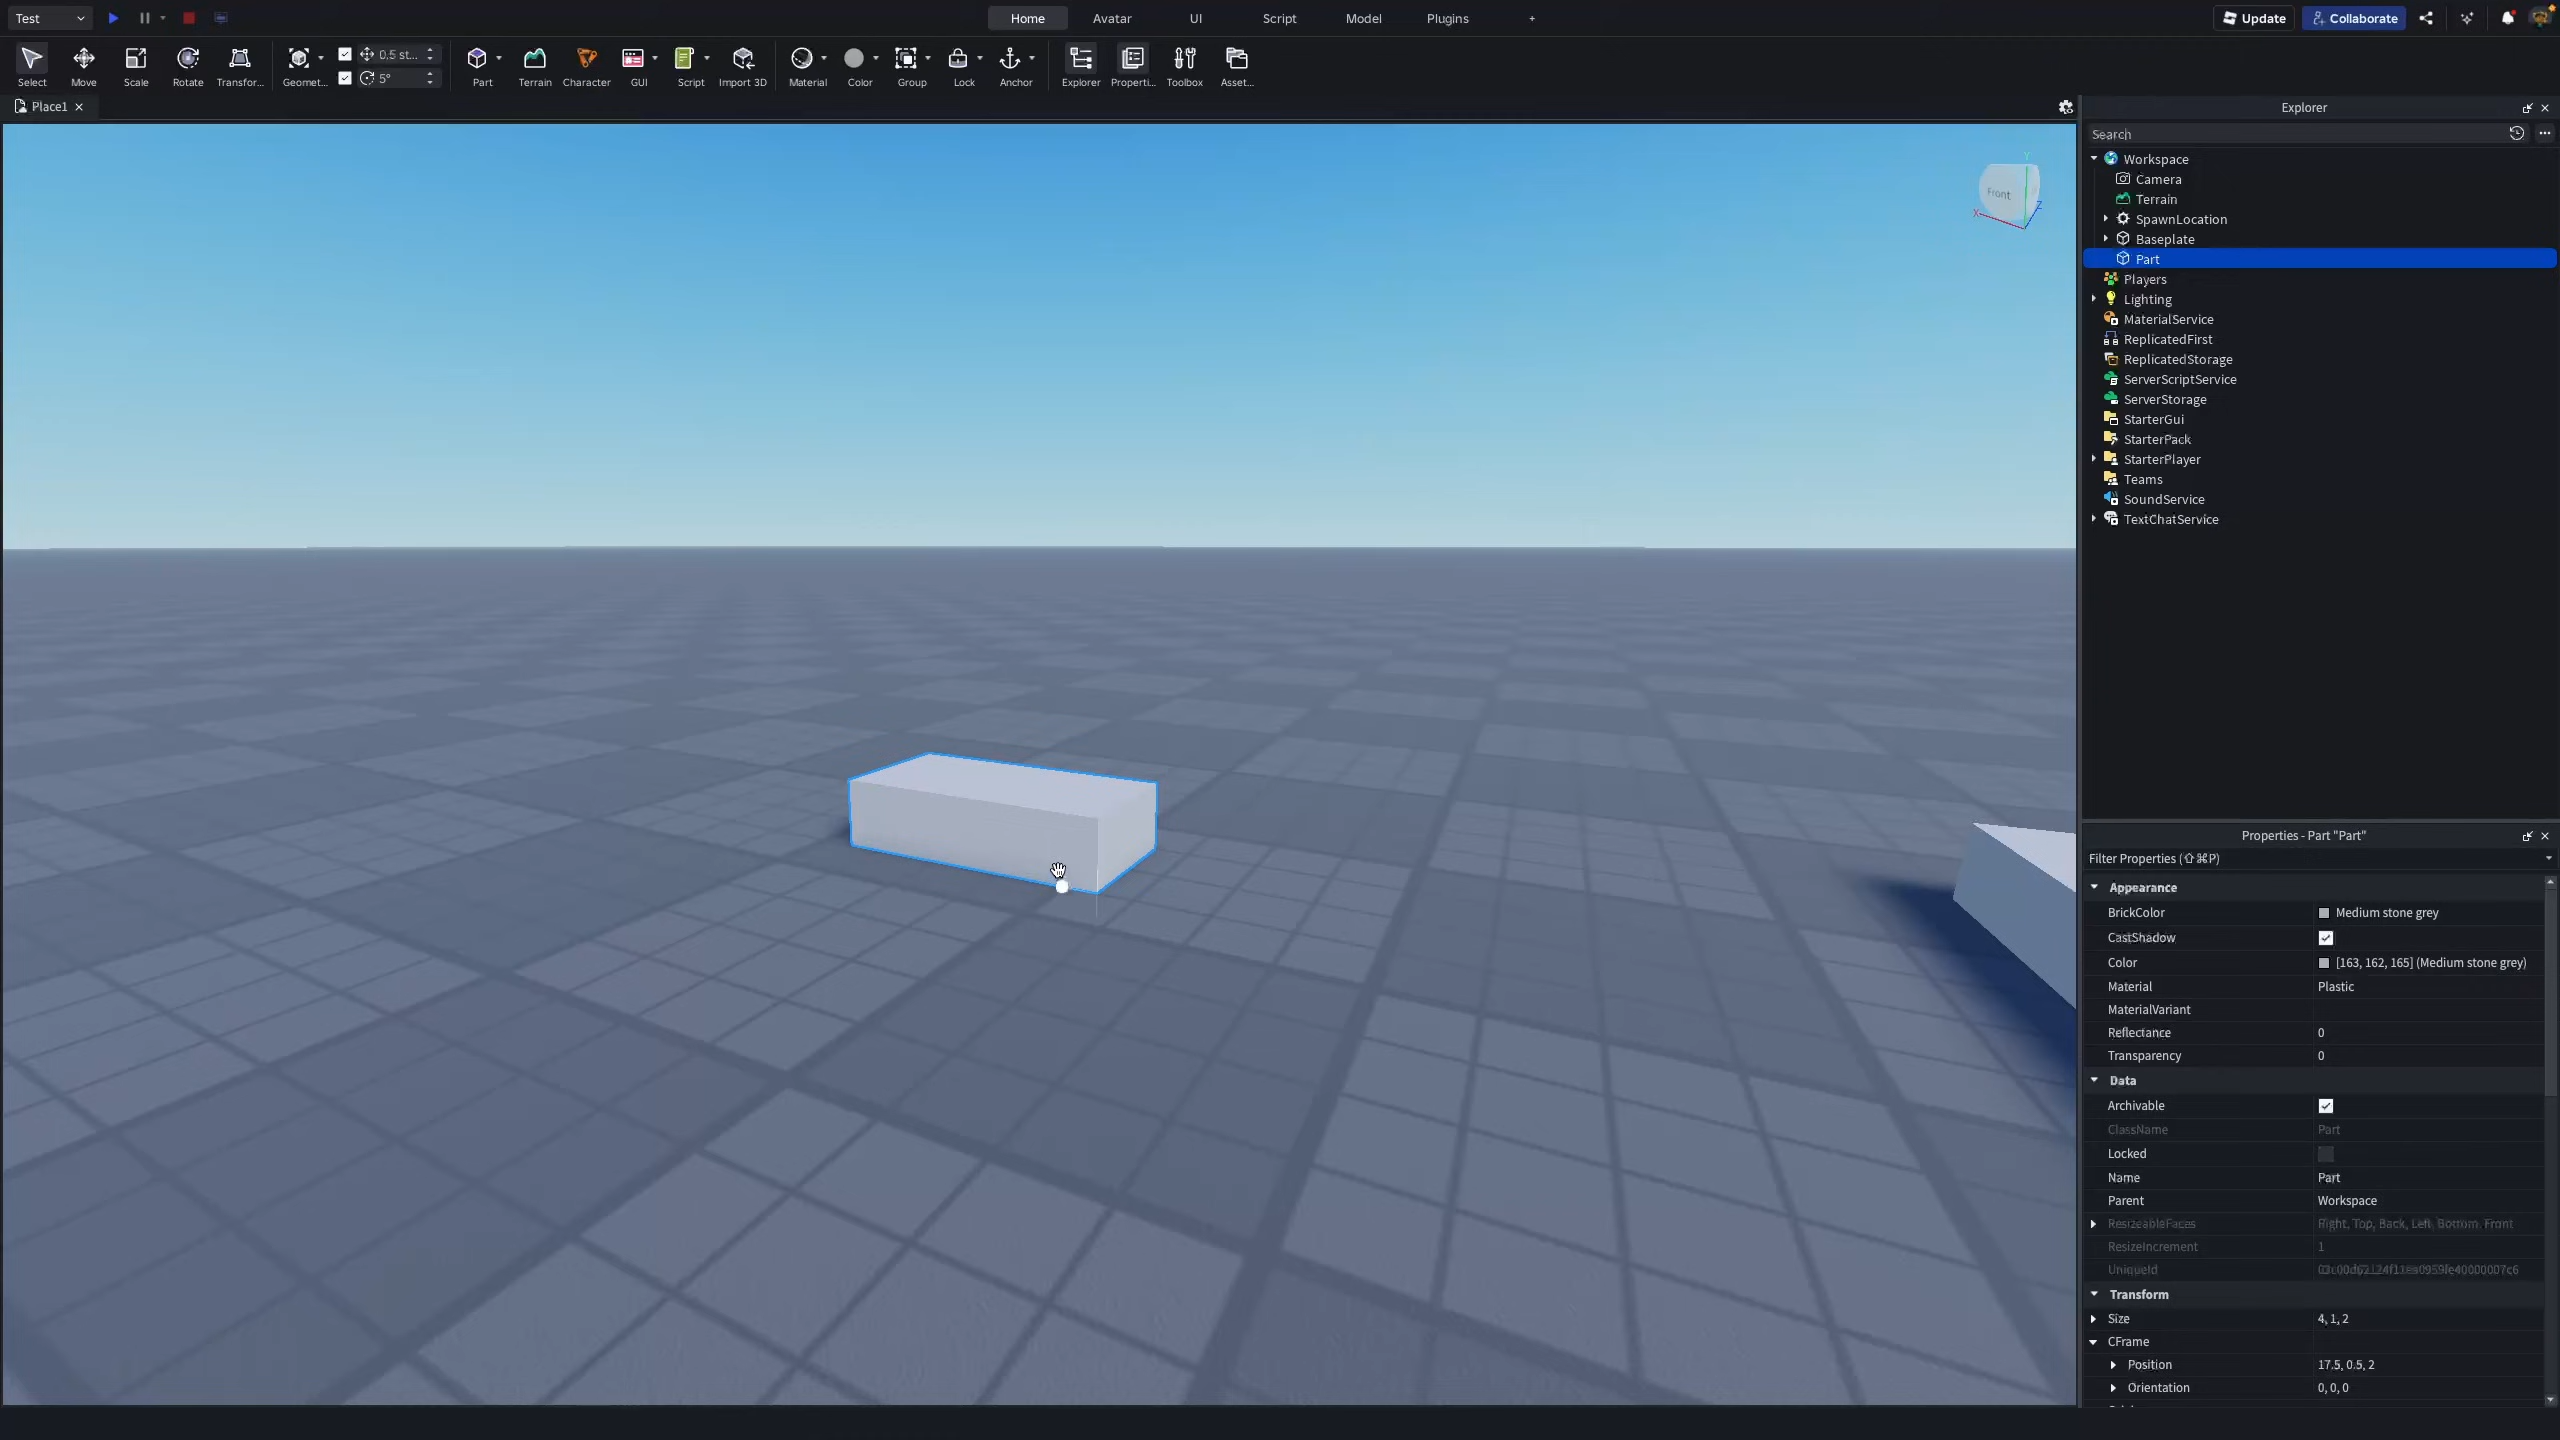 Test
Home Avatar UI Script Model Plugins +
Update Collaborate
0.5 st...
5°
Select Move Scale Rotate Transfor... Geomet... Part Terrain Character GUI Script Import 3D Material Color Group Lock Anchor Explorer Properti... Toolbox Asset...
Place1
Front
Y
X
Z
Explorer
Search
Workspace
Camera
Terrain
SpawnLocation
Baseplate
Part
Players
Lighting
MaterialService
ReplicatedFirst
ReplicatedStorage
ServerScriptService
ServerStorage
StarterGui
StarterPack
StarterPlayer
Teams
SoundService
TextChatService
Properties - Part "Part"
Filter Properties (⇧⌘P)
Appearance
BrickColor Medium stone grey
CastShadow
Color [163, 162, 165] (Medium stone grey)
Material Plastic
MaterialVariant
Reflectance 0
Transparency 0
Data
Archivable
ClassName Part
Locked
Name Part
Parent Workspace
ResizeableFaces Right, Top, Back, Left, Bottom, Front
ResizeIncrement 1
UniqueId
Transform
Size 4, 1, 2
CFrame
Position 17.5, 0.5, 2
Orientation 0, 0, 0